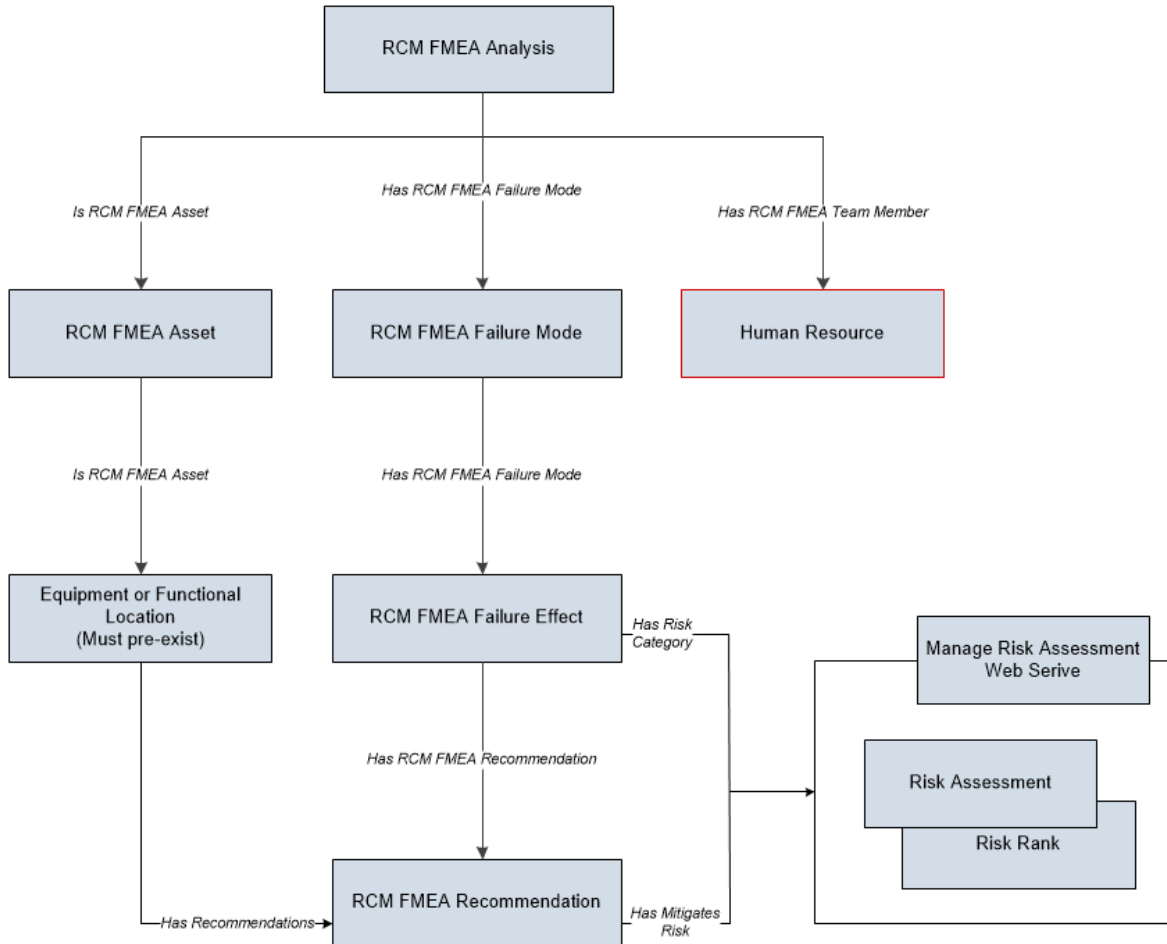 RCM FMEA Analysis
Has RCM FMEA Failure Mode
Is RCM FMEA Asset
Has RCM FMEA Team Member
RCM FMEA Asset
RCM FMEA Failure Mode
Human Resource
Is RCM FMEA Asset
Has RCM FMEA Failure Mode
Equipment or Functional
Location
(Must pre-exist)
RCM FMEA Failure Effect
Has Risk
Category
Manage Risk Assessment
Web Serive
Has RCM FMEA Recommendation
Risk Assessment
Risk Rank
RCM FMEA Recommendation
Has Recommendations
Has Mitigates
Risk